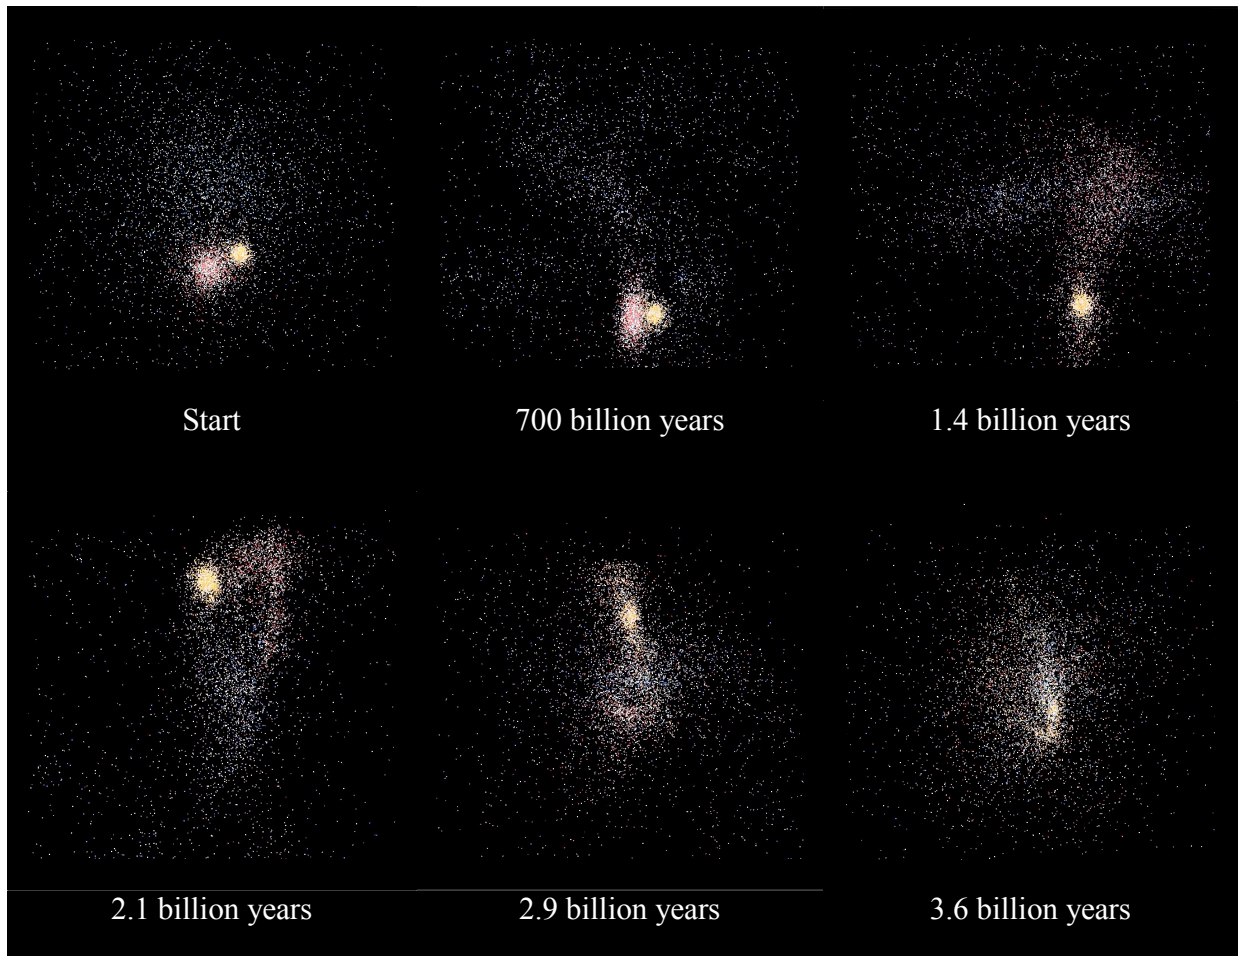 Start
700 billion years
1.4 billion years
2.1 billion years
2.9 billion years
3.6 billion years